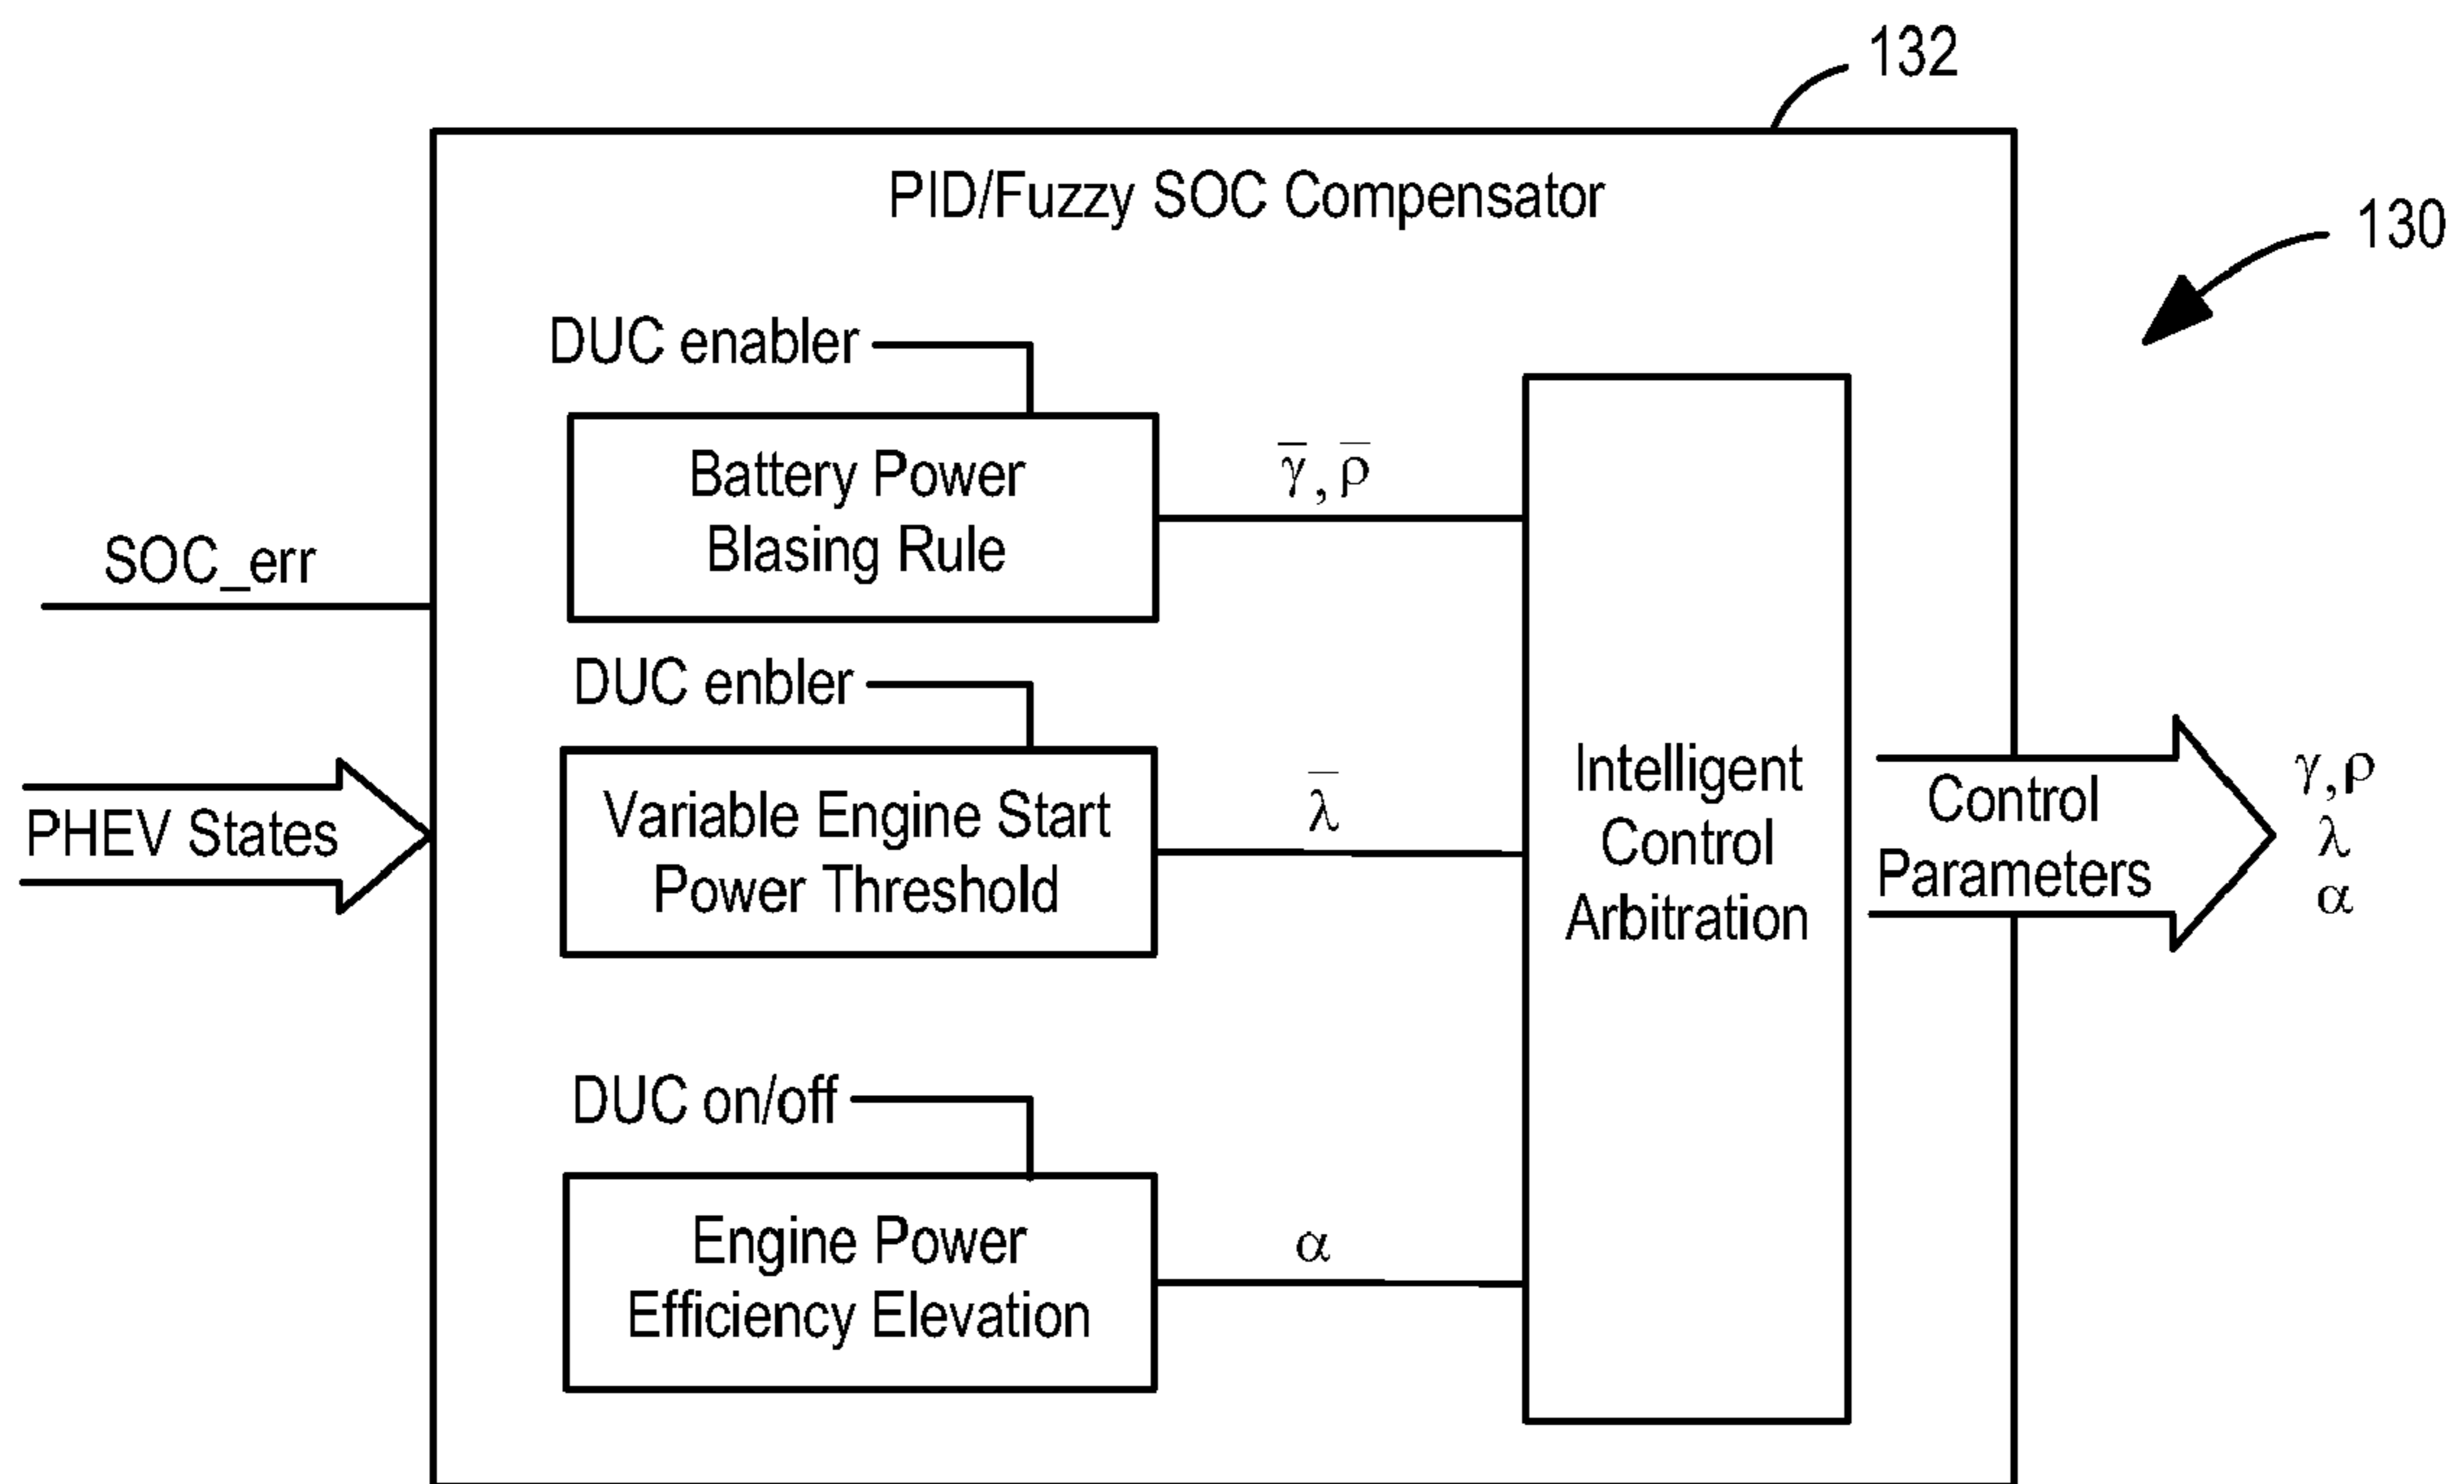 132
PID/Fuzzy SOC Compensator
130
DUC enabler
Battery Power
Blasing Rule
γ̅, ρ̅
SOC_err
DUC enbler
PHEV States
Variable Engine Start
Power Threshold
λ̅
Intelligent
Control
Arbitration
Control
Parameters
γ,ρ
λ
α
DUC on/off
Engine Power
Efficiency Elevation
α